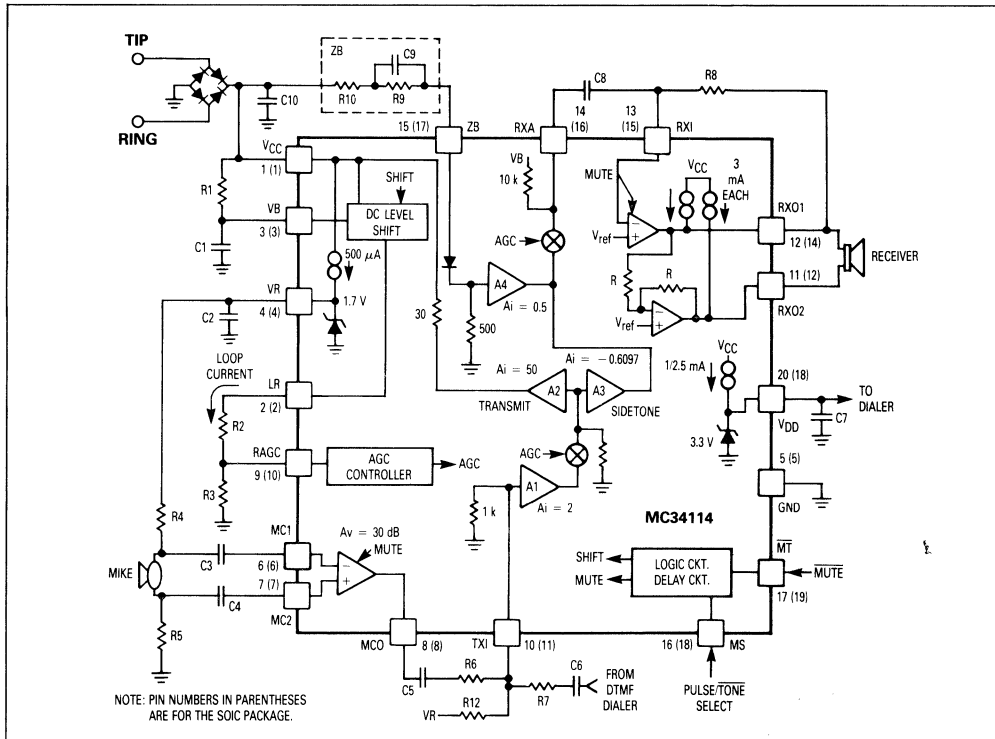 TIP
RING
ZB
C9
R10
R9
C10
C8
R8
15 (17)
ZB
RXA
14
(16)
13
(15)
RXI
VCC
1 (1)
R1
VB
3 (3)
C1
SHIFT
DC LEVEL
SHIFT
500 μA
VB
10 k
MUTE
VCC
3
mA
EACH
Vref
RXO1
12 (14)
RECEIVER
11 (12)
RXO2
AGC
R
R
Vref
VR
4 (4)
C2
1.7 V
30
A4
Ai = 0.5
500
LOOP
CURRENT
LR
2 (2)
R2
Ai = 50
A2
TRANSMIT
Ai = −0.6097
A3
SIDETONE
VCC
1/2.5 mA
3.3 V
20 (18)
VDD
TO
DIALER
C7
RAGC
9 (10)
R3
AGC
CONTROLLER
AGC
AGC
5 (5)
GND
R4
1 k
A1
Ai = 2
MC34114
MC1
6 (6)
C3
Av = 30 dB
MUTE
MIKE
7 (7)
MC2
C4
R5
SHIFT
MUTE
LOGIC CKT.
DELAY CKT.
MT
MUTE
17 (19)
MCO
8 (8)
TXI
10 (11)
16 (18)
MS
C5
R6
R7
C6
FROM
DTMF
DIALER
VR
R12
PULSE/TONE
SELECT
NOTE: PIN NUMBERS IN PARENTHESES
ARE FOR THE SOIC PACKAGE.